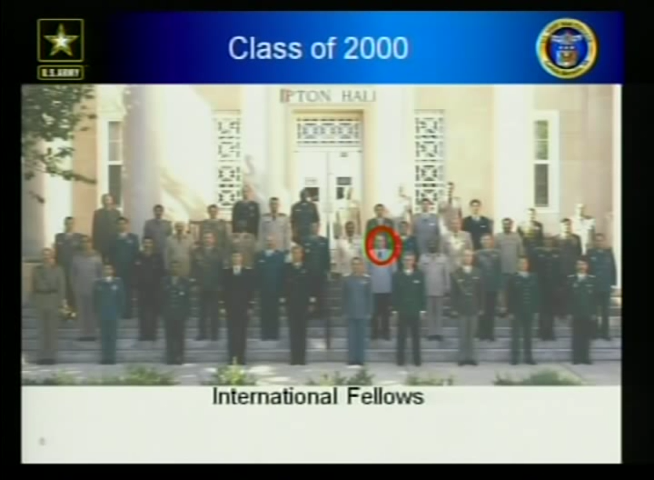 U.S.ARMY
Class of 2000
PTON HALL
International Fellows